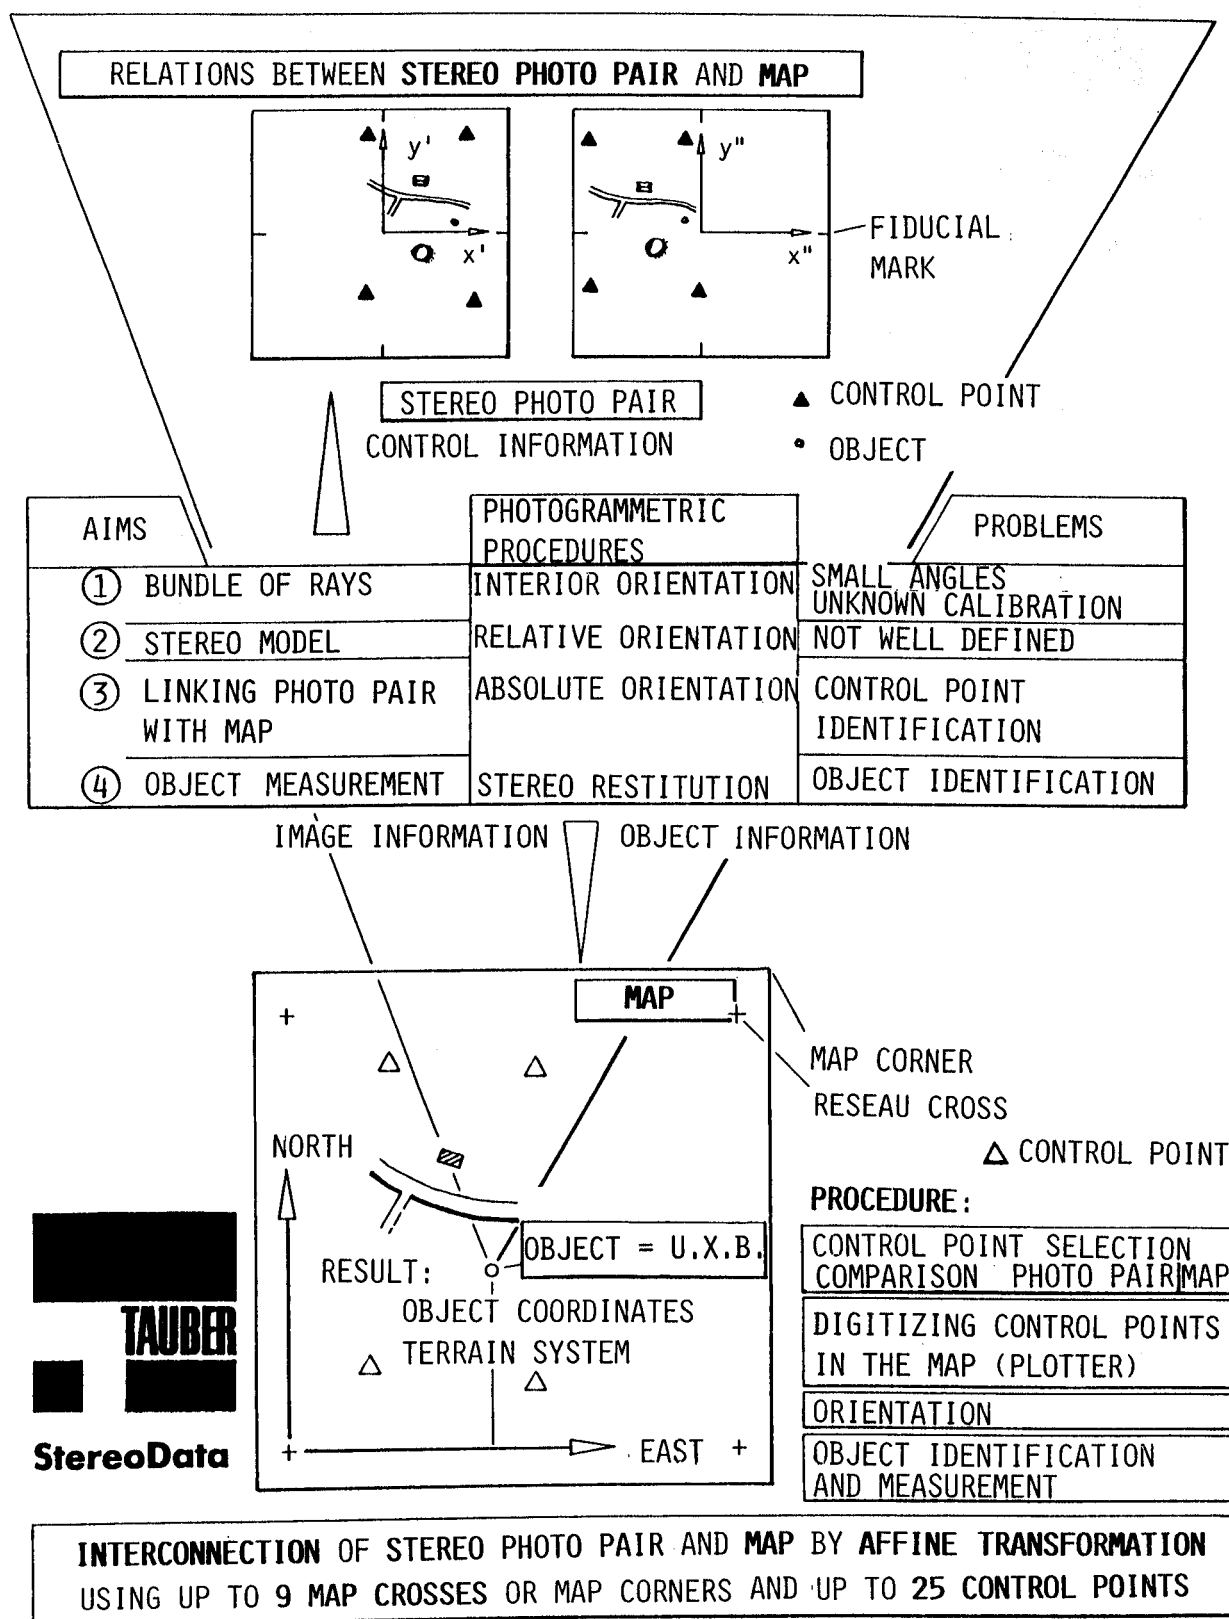 RELATIONS BETWEEN STEREO PHOTO PAIR AND MAP
y'
x'
y"
x"
FIDUCIAL
MARK
STEREO PHOTO PAIR
CONTROL INFORMATION
▲ CONTROL POINT
OBJECT
AIMS
PHOTOGRAMMETRIC
PROCEDURES
PROBLEMS
1 BUNDLE OF RAYS
INTERIOR ORIENTATION
SMALL ANGLES
UNKNOWN CALIBRATION
2 STEREO MODEL
RELATIVE ORIENTATION
NOT WELL DEFINED
3 LINKING PHOTO PAIR
WITH MAP
ABSOLUTE ORIENTATION
CONTROL POINT
IDENTIFICATION
4 OBJECT MEASUREMENT
STEREO RESTITUTION
OBJECT IDENTIFICATION
IMAGE INFORMATION
OBJECT INFORMATION
MAP
MAP CORNER
RESEAU CROSS
△ CONTROL POINT
NORTH
OBJECT = U.X.B.
RESULT:
OBJECT COORDINATES
TERRAIN SYSTEM
EAST
PROCEDURE:
CONTROL POINT SELECTION
COMPARISON PHOTO PAIR|MAP
DIGITIZING CONTROL POINTS
IN THE MAP (PLOTTER)
ORIENTATION
OBJECT IDENTIFICATION
AND MEASUREMENT
TAUBER
StereoData
INTERCONNECTION OF STEREO PHOTO PAIR AND MAP BY AFFINE TRANSFORMATION
USING UP TO 9 MAP CROSSES OR MAP CORNERS AND UP TO 25 CONTROL POINTS